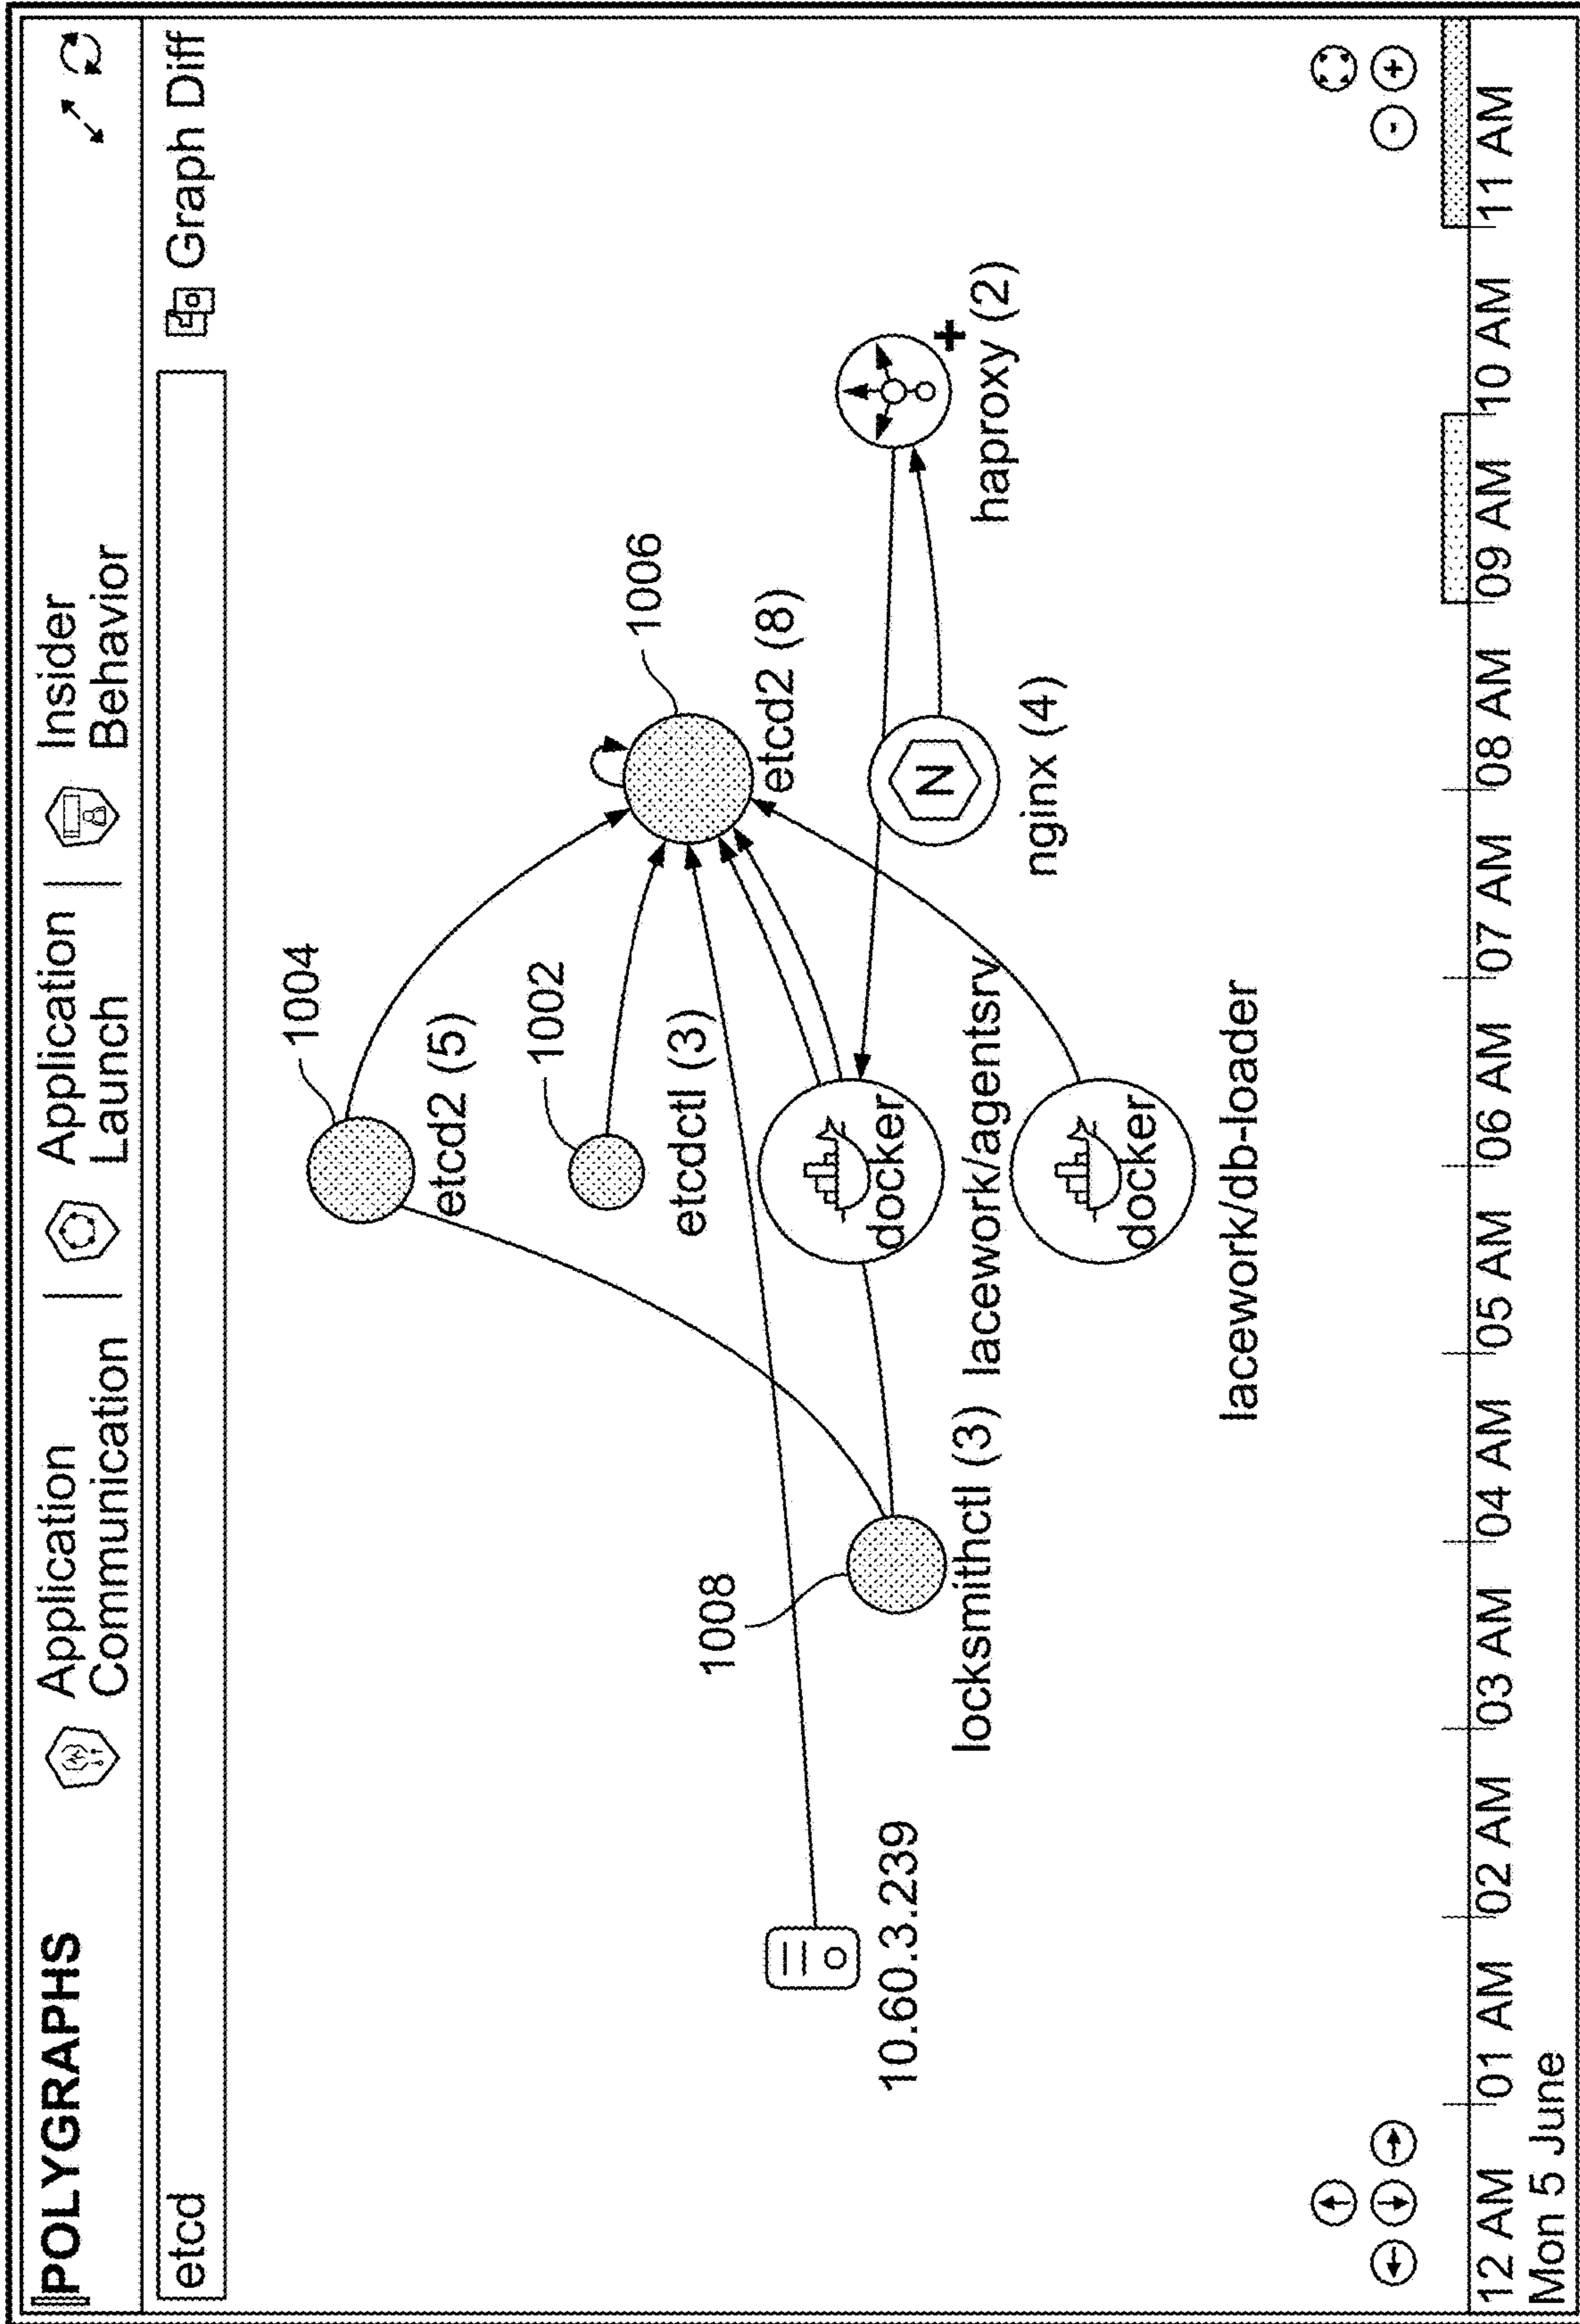 POLYGRAPHS
Application
Communication
Application
Launch
Insider
Behavior
etcd
Graph Diff
1004
etcd2 (5)
1002
etcdctl (3)
1006
etcd2 (8)
1008
locksmithctl (3)
10.60.3.239
docker
lacework/agentsrv
docker
lacework/db-loader
N
nginx (4)
+
haproxy (2)
- +
12 AM 01 AM 02 AM 03 AM 04 AM 05 AM 06 AM 07 AM 08 AM 09 AM 10 AM 11 AM
Mon 5 June